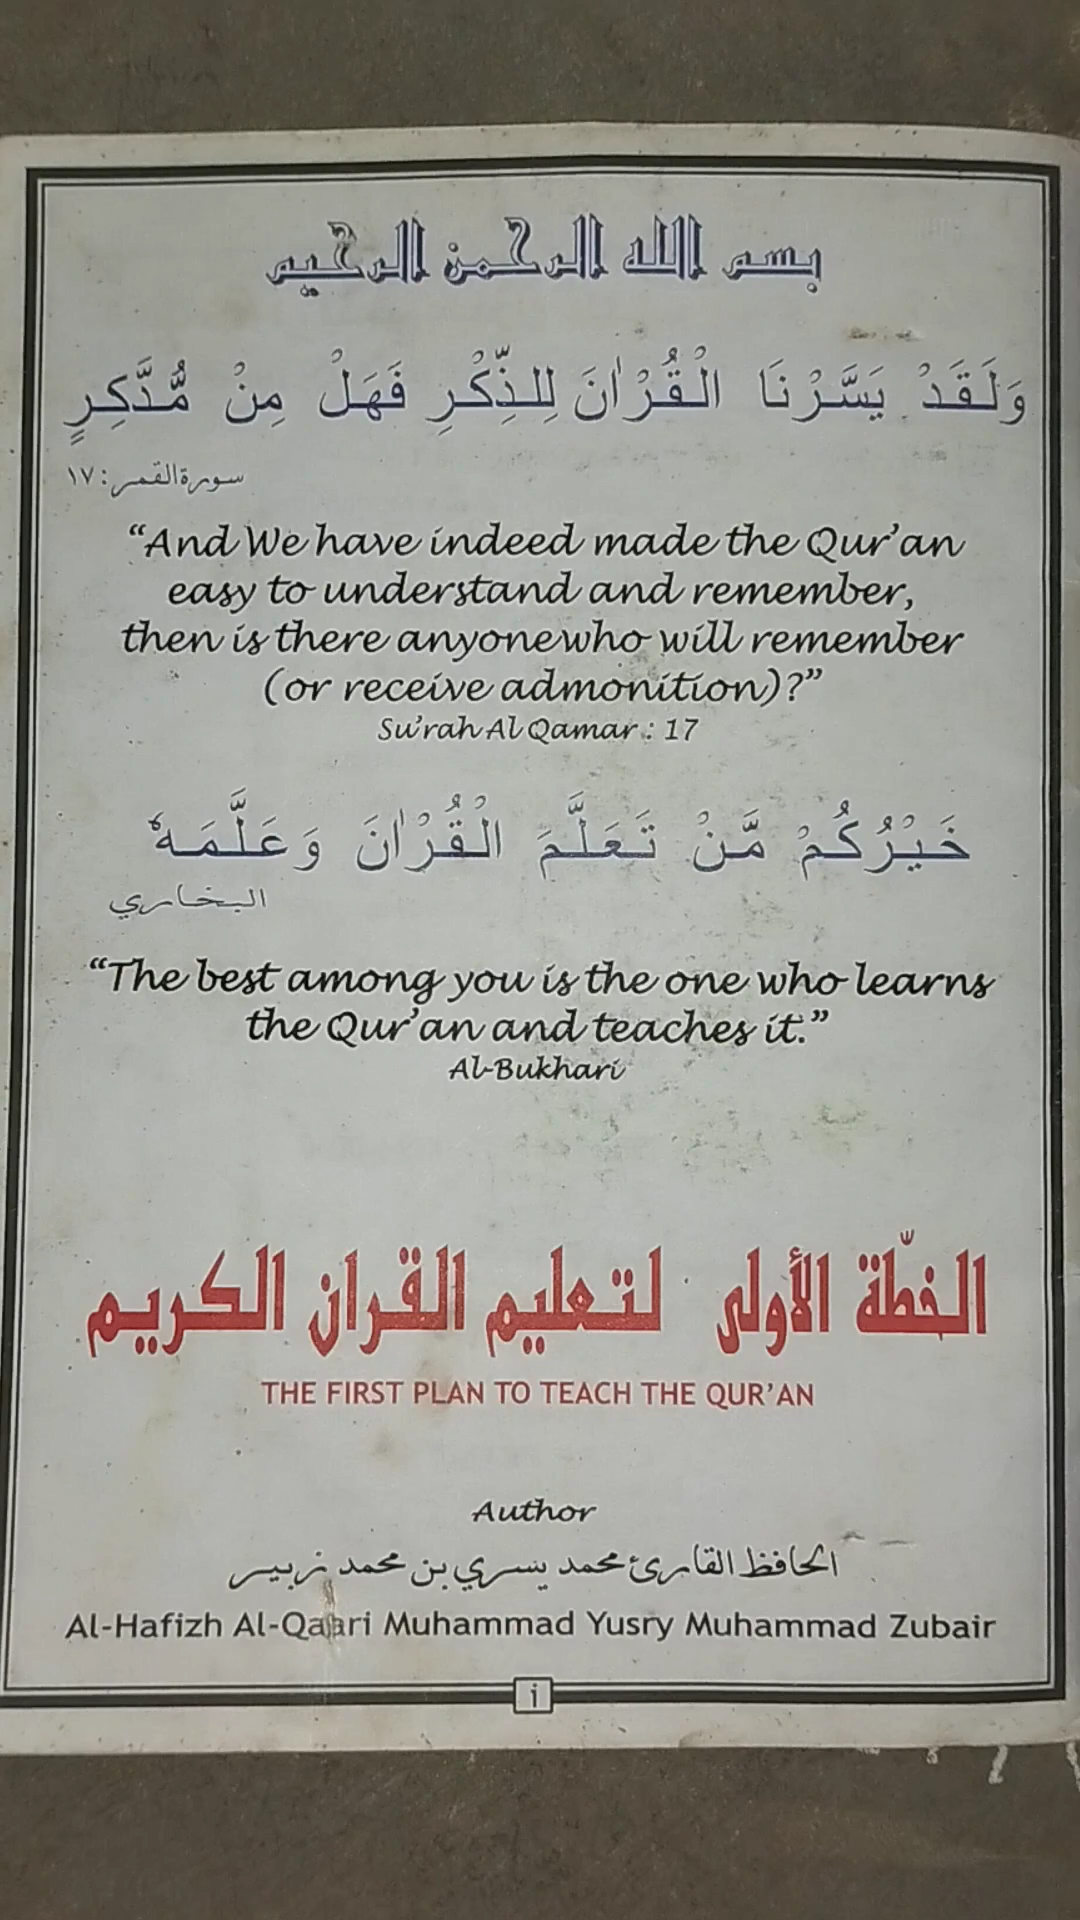 بسم الله الرحمن الرحيم
وَلَقَدْ يَسَّرْنَا الْقُرْاٰنَ لِلذِّكْرِ فَهَلْ مِنْ مُّدَّكِرٍ
سورة القمر: ١٧
“And We have indeed made the Qur’an
easy to understand and remember,
then is there anyone who will remember
(or receive admonition)?”
Su’rah Al Qamar : 17
خَيْرُكُمْ مَّنْ تَعَلَّمَ الْقُرْاٰنَ وَعَلَّمَهٗ
البخاري
“The best among you is the one who learns
the Qur’an and teaches it.”
Al-Bukhari
الخطّة الأولى لتعليم القران الكريم
THE FIRST PLAN TO TEACH THE QUR’AN
Author
الحافظ القارئ محمد يسري بن محمد زبير
Al-Hafizh Al-Qaari Muhammad Yusry Muhammad Zubair
i